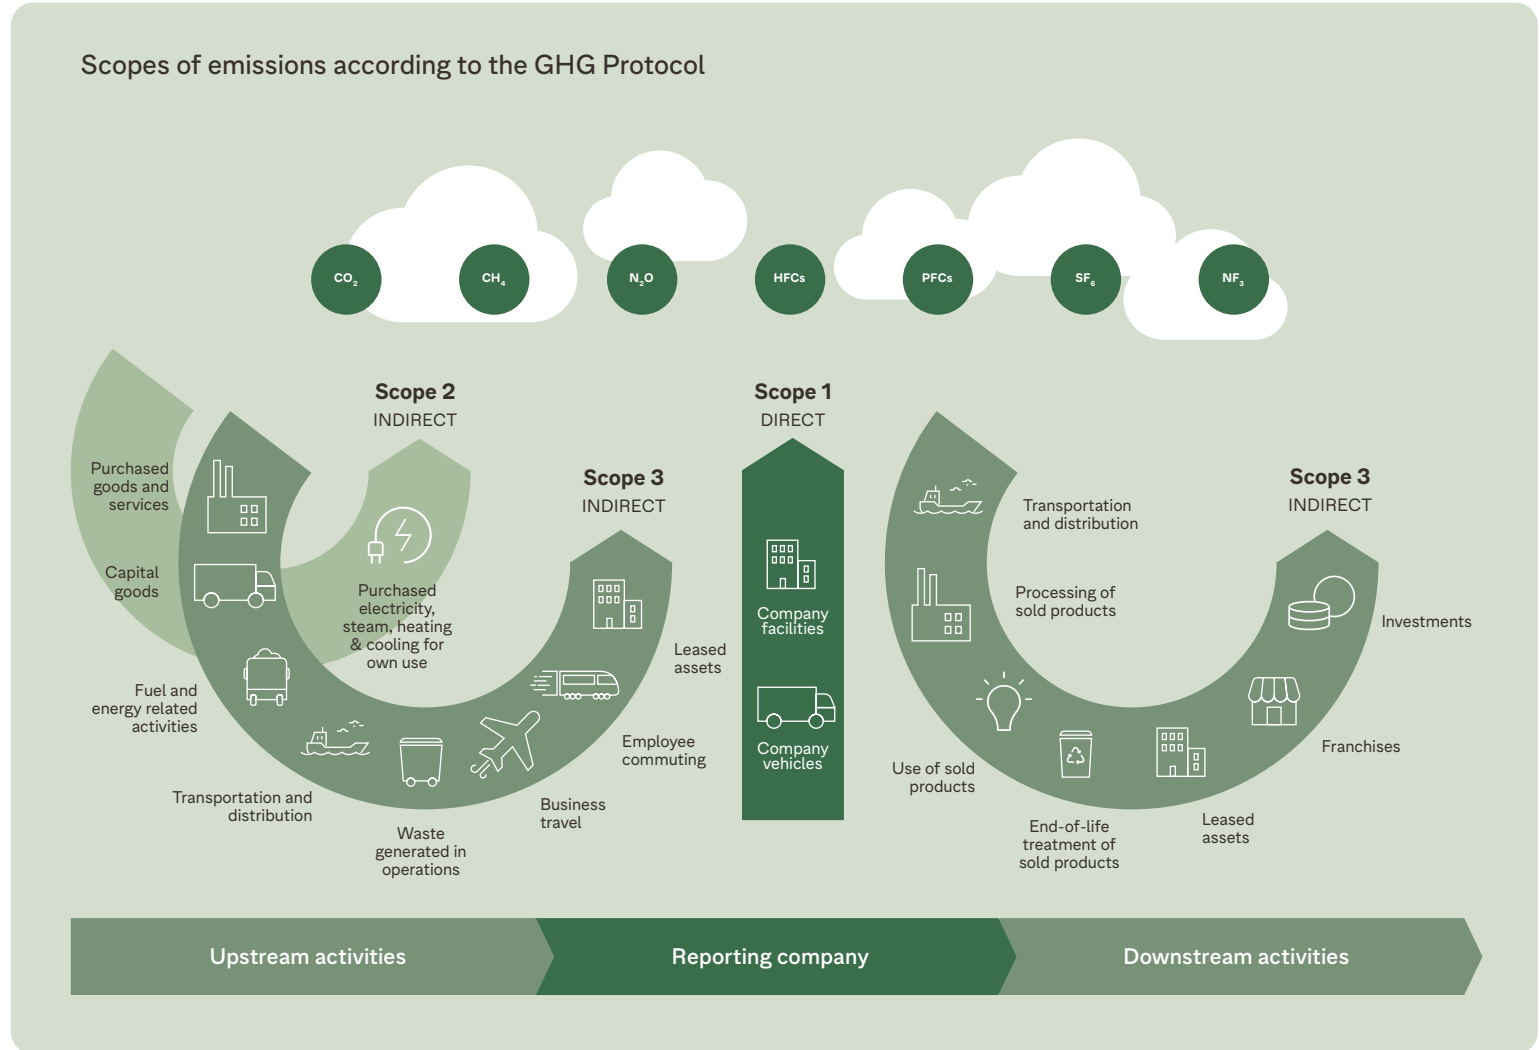 Scopes of emissions according to the GHG Protocol
CO₂
CH₄
N₂O
HFCs
PFCs
SF₆
NF₃
Scope 2
INDIRECT
Purchased
goods and
services
Capital
goods
Fuel and
energy related
activities
Transportation and
distribution
Waste
generated in
operations
Business
travel
Employee
commuting
Leased
assets
Purchased
electricity,
steam, heating
& cooling for
own use
Scope 3
INDIRECT
Scope 1
DIRECT
Company
facilities
Company
vehicles
Transportation
and distribution
Processing of
sold products
Use of sold
products
End-of-life
treatment of
sold products
Leased
assets
Franchises
Investments
Scope 3
INDIRECT
Upstream activities
Reporting company
Downstream activities